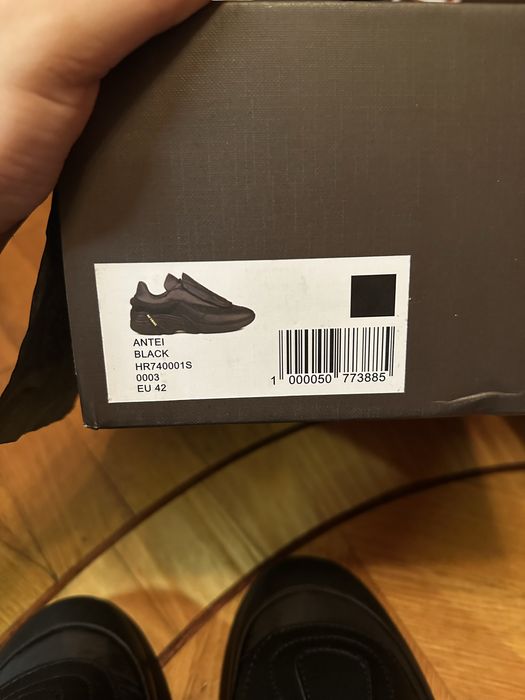 ANTEI
BLACK
HR740001S
0003
EU 42
1 000050 773885